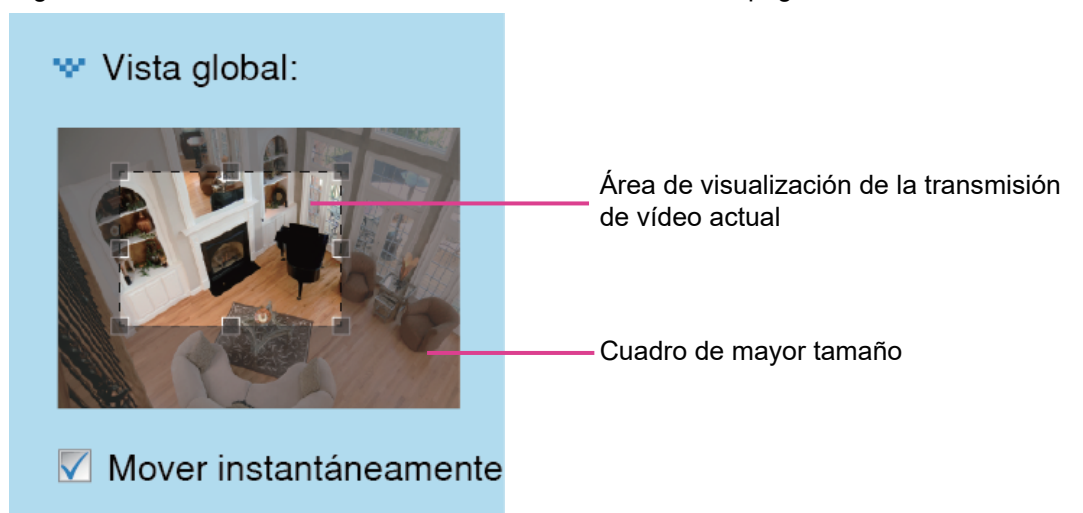 Vista global:
Área de visualización de la transmisión
de vídeo actual
Cuadro de mayor tamaño
Mover instantáneamente